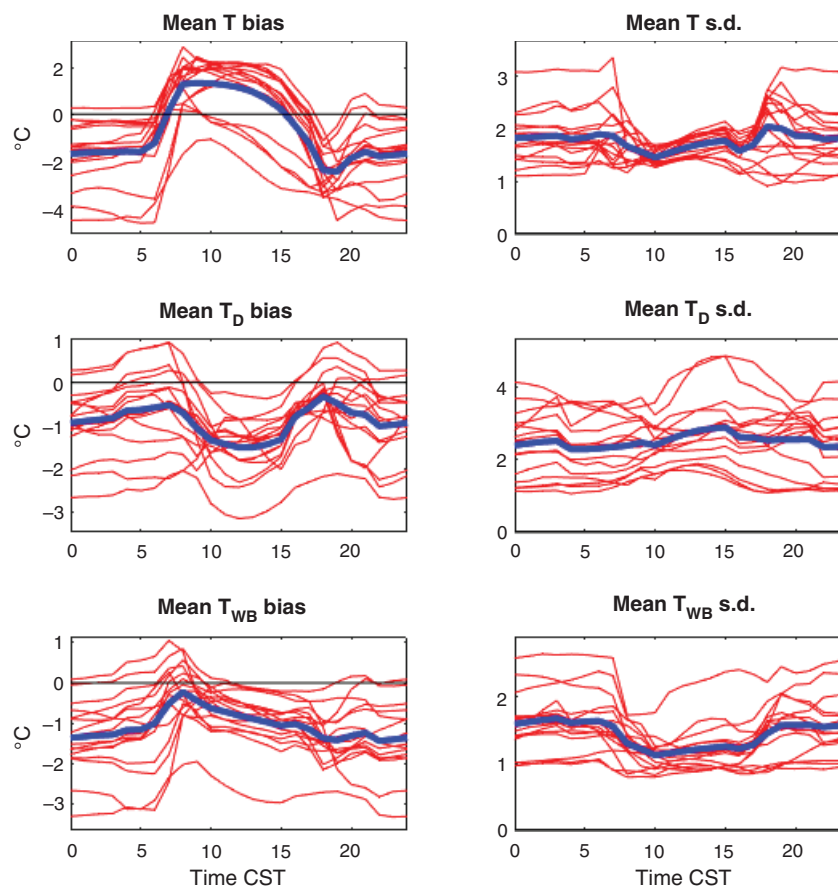 Mean T bias
°C
2
0
−2
−4
0 5 10 15 20
Mean T s.d.
3
2
1
0
0 5 10 15 20
Mean T_D bias
°C
1
0
−1
−2
−3
0 5 10 15 20
Mean T_D s.d.
4
2
0
0 5 10 15 20
Mean T_WB bias
°C
1
0
−1
−2
−3
0 5 10 15 20
Time CST
Mean T_WB s.d.
2
1
0
0 5 10 15 20
Time CST